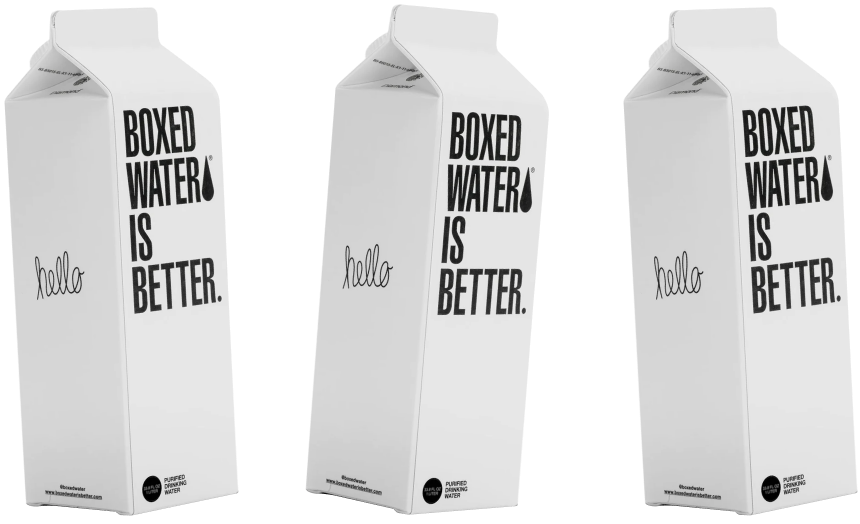 BOXED
WATER®
IS
BETTER.
hello
@boxedwater
www.boxedwaterisbetter.com
PURIFIED
DRINKING
WATER
BOXED
WATER®
IS
BETTER.
hello
@boxedwater
www.boxedwaterisbetter.com
PURIFIED
DRINKING
WATER
BOXED
WATER®
IS
BETTER.
hello
@boxedwater
www.boxedwaterisbetter.com
PURIFIED
DRINKING
WATER